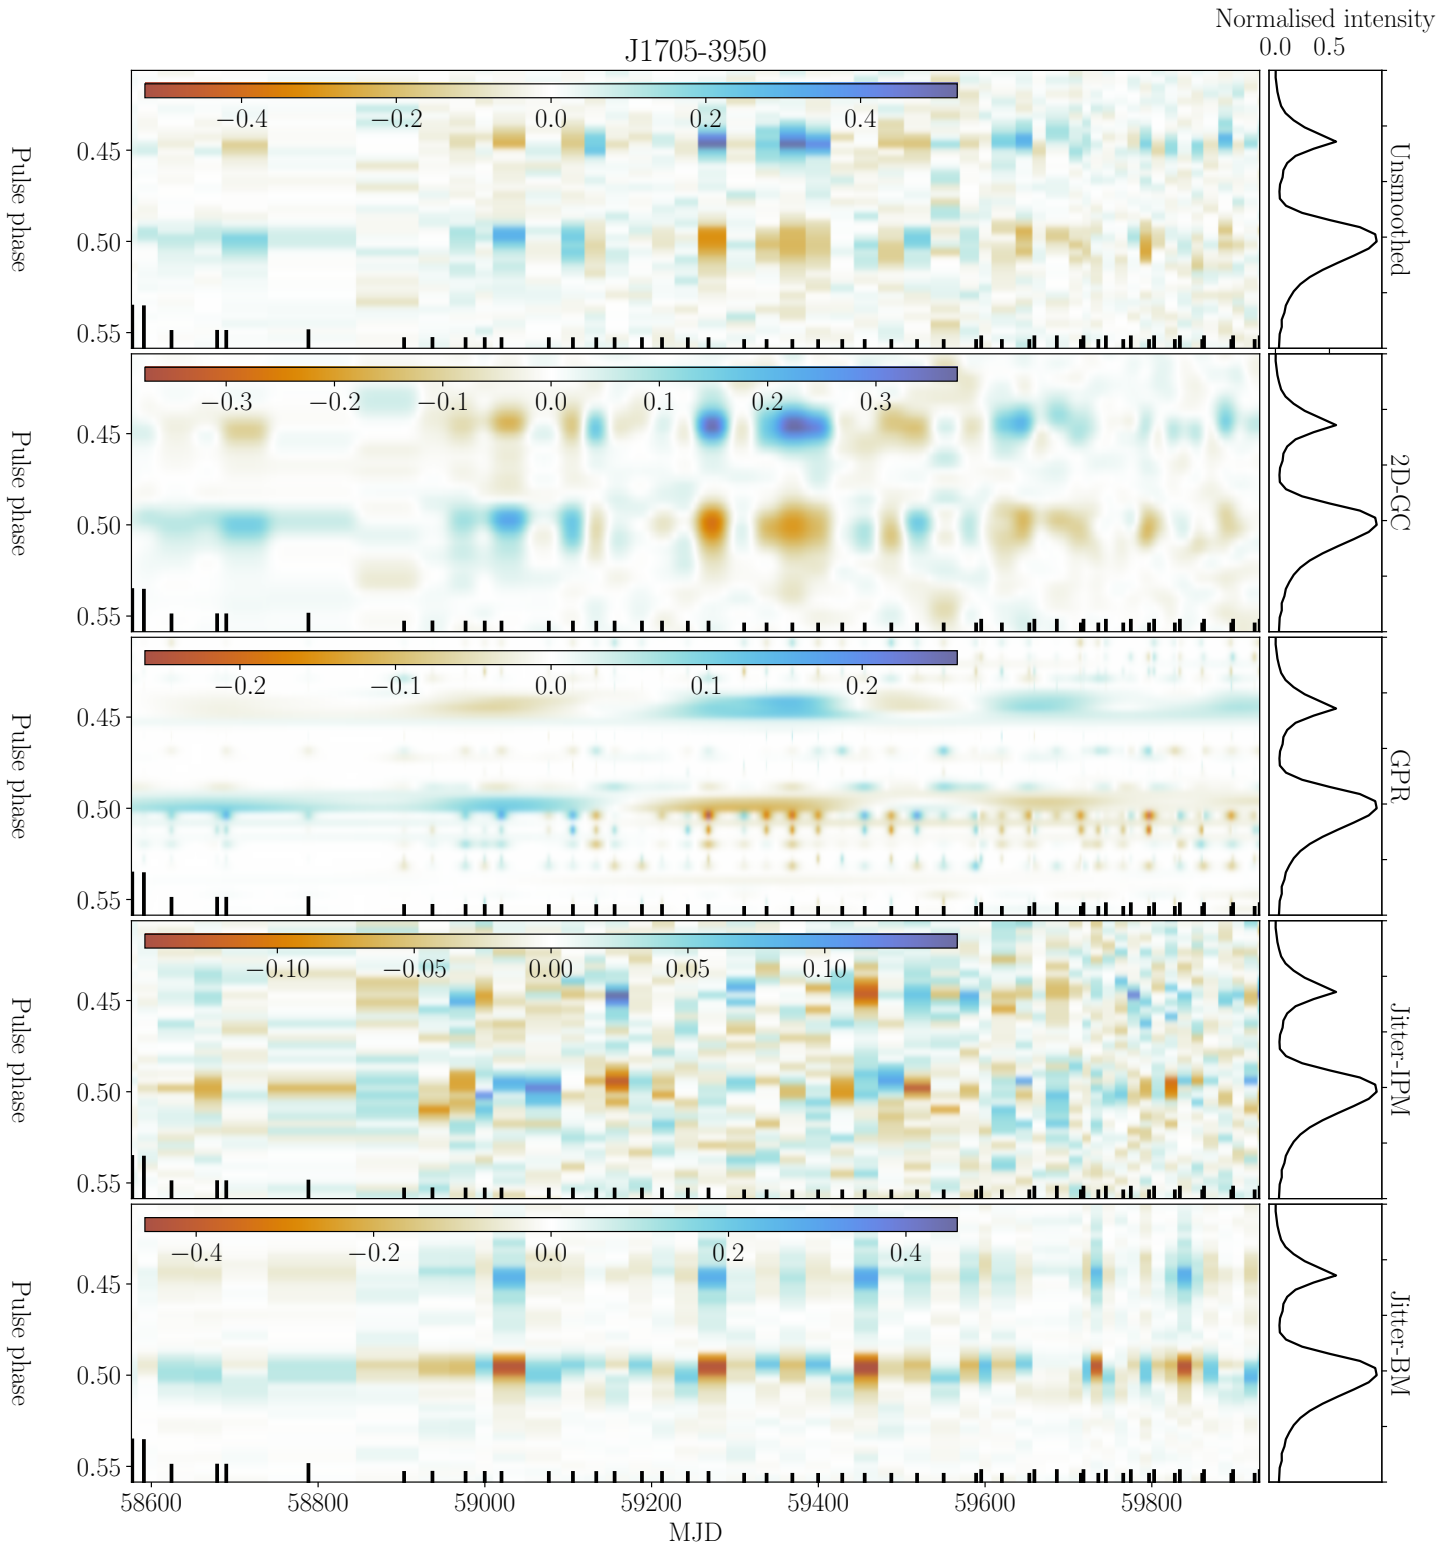 Normalised intensity
0.0 0.5
J1705-3950
−0.4 −0.2 0.0 0.2 0.4
0.45
0.50
0.55
Pulse phase
Unsmoothed
−0.3 −0.2 −0.1 0.0 0.1 0.2 0.3
0.45
0.50
0.55
Pulse phase
2D-GC
−0.2 −0.1 0.0 0.1 0.2
0.45
0.50
0.55
Pulse phase
GPR
−0.10 −0.05 0.00 0.05 0.10
0.45
0.50
0.55
Pulse phase
Jitter-IPM
−0.4 −0.2 0.0 0.2 0.4
0.45
0.50
0.55
Pulse phase
Jitter-BM
58600 58800 59000 59200 59400 59600 59800
MJD